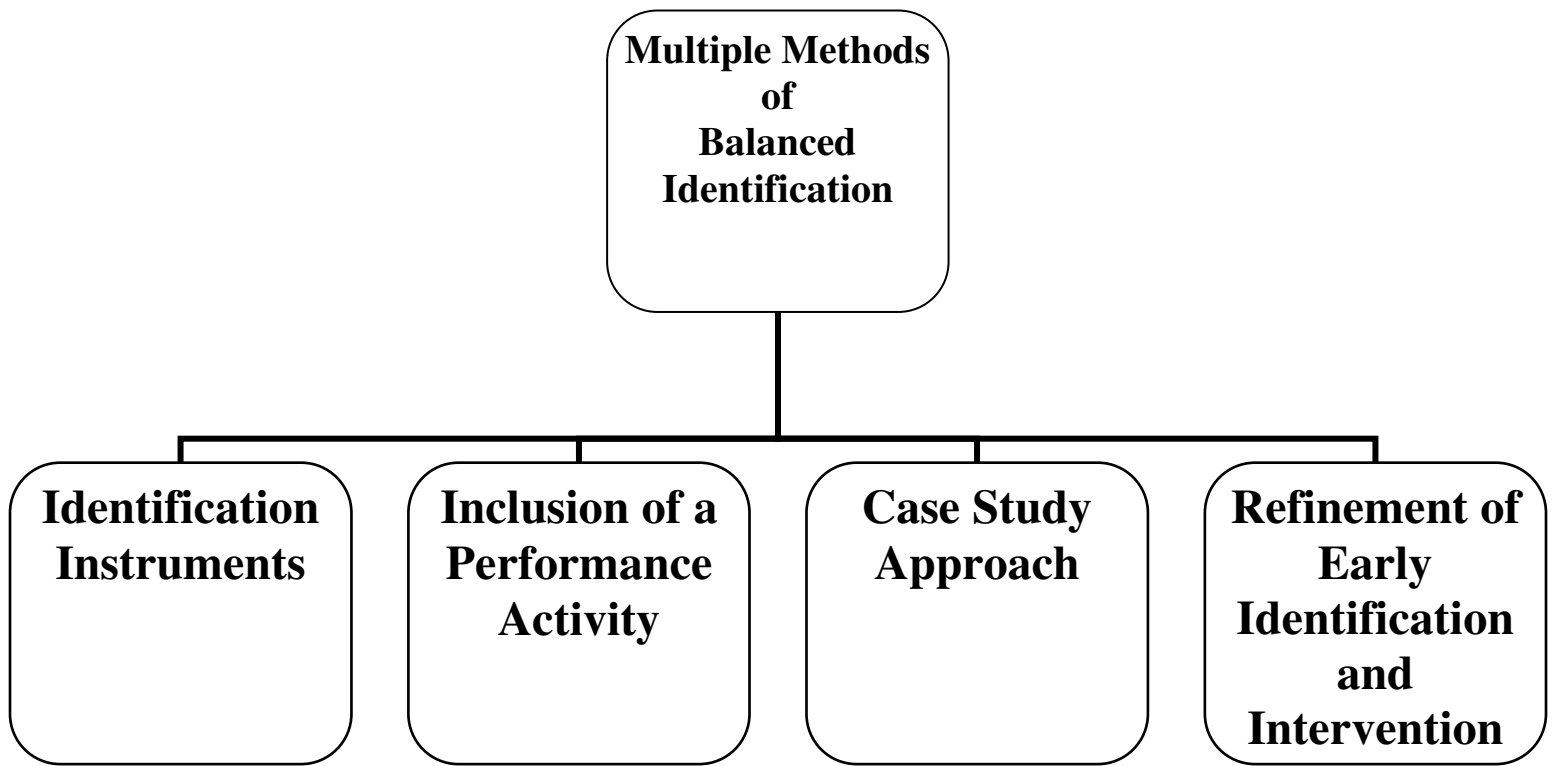 Multiple Methods
of
Balanced
Identification
Identification
Instruments
Inclusion of a
Performance
Activity
Case Study
Approach
Refinement of
Early
Identification
and
Intervention